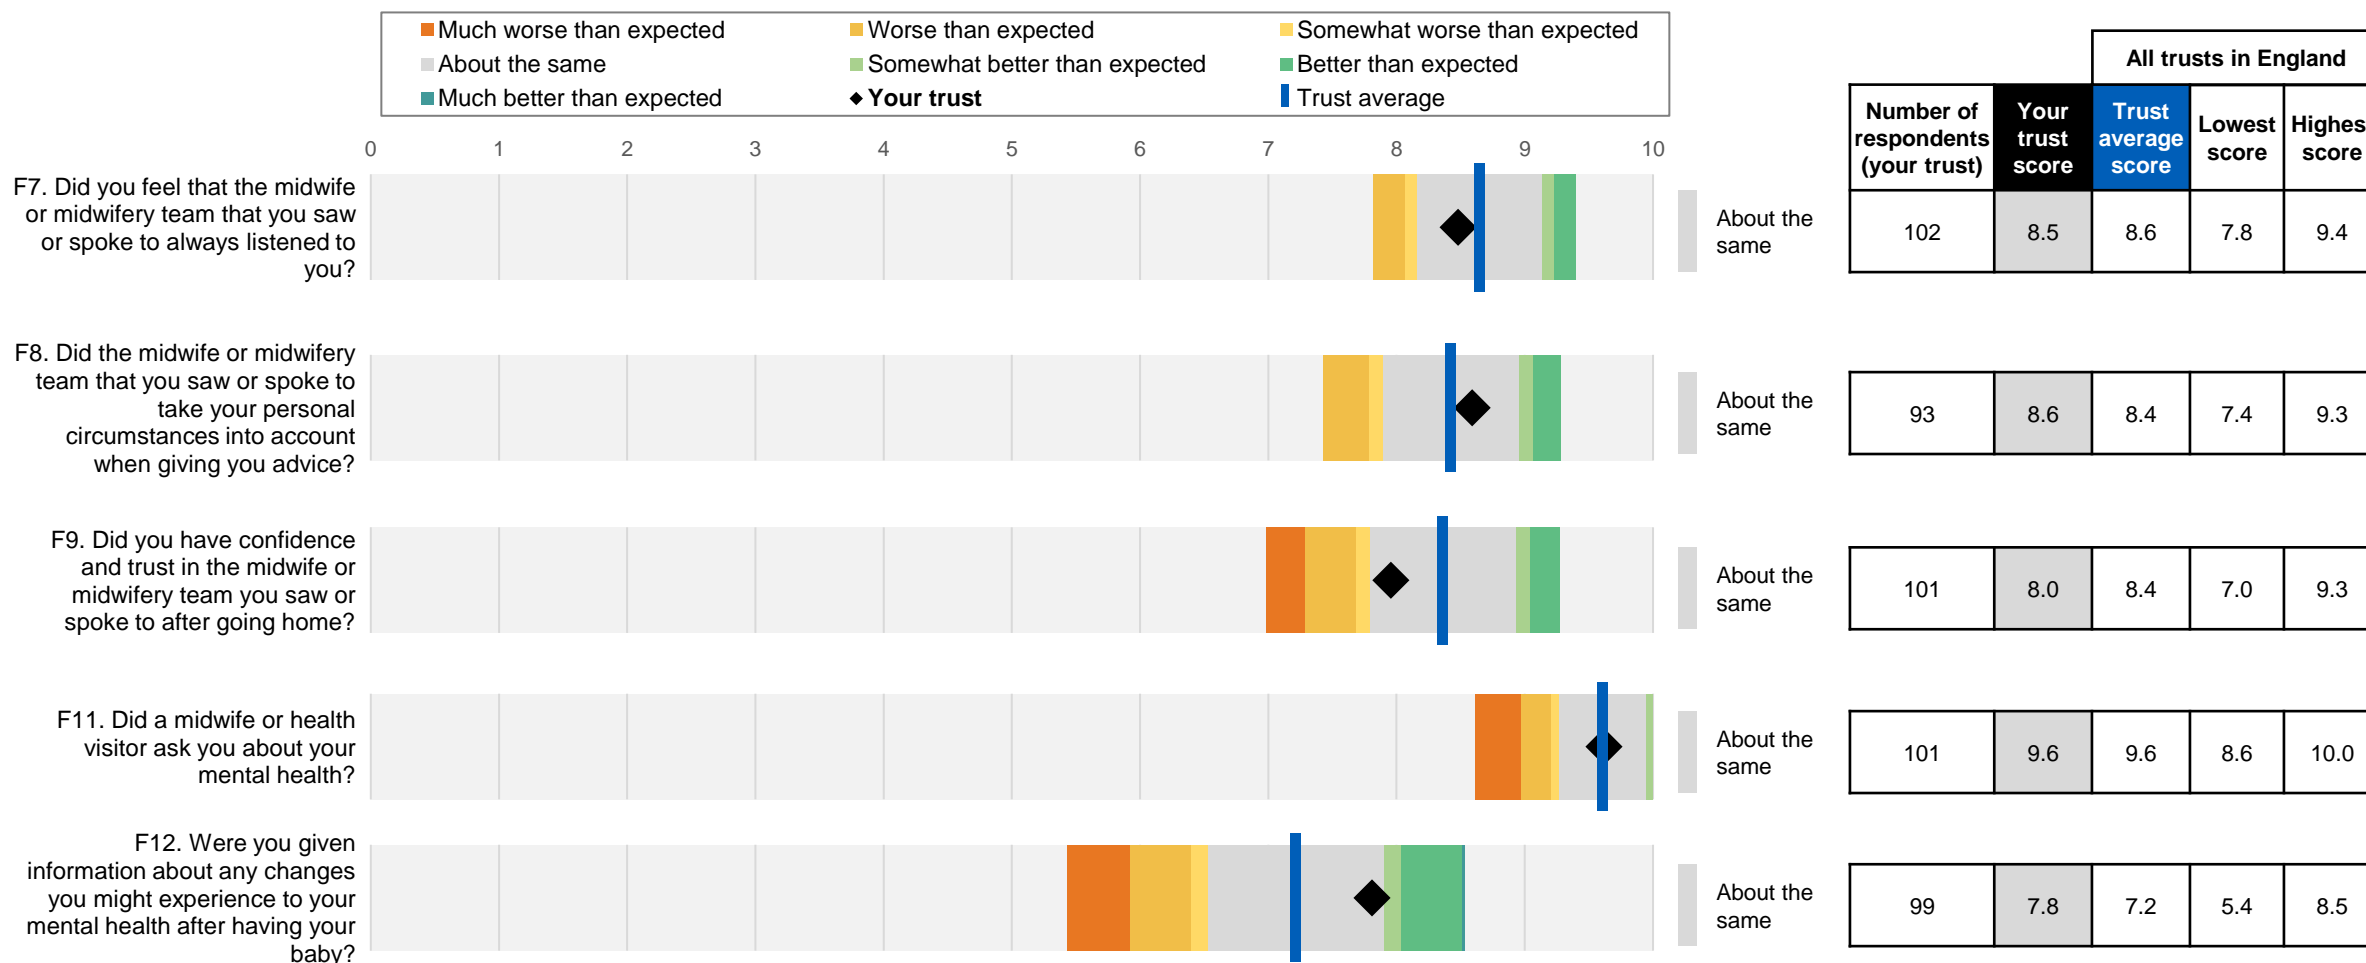 Much worse than expected
Worse than expected
Somewhat worse than expected
About the same
Somewhat better than expected
Better than expected
Much better than expected
Your trust
Trust average
All trusts in England
Number of respondents (your trust)
Your trust score
Trust average score
Lowest score
Highes score
0 1 2 3 4 5 6 7 8 9 10
F7. Did you feel that the midwife
or midwifery team that you saw
or spoke to always listened to
you?
About the
same
102 8.5 8.6 7.8 9.4
F8. Did the midwife or midwifery
team that you saw or spoke to
take your personal
circumstances into account
when giving you advice?
About the
same
93 8.6 8.4 7.4 9.3
F9. Did you have confidence
and trust in the midwife or
midwifery team you saw or
spoke to after going home?
About the
same
101 8.0 8.4 7.0 9.3
F11. Did a midwife or health
visitor ask you about your
mental health?
About the
same
101 9.6 9.6 8.6 10.0
F12. Were you given
information about any changes
you might experience to your
mental health after having your
baby?
About the
same
99 7.8 7.2 5.4 8.5